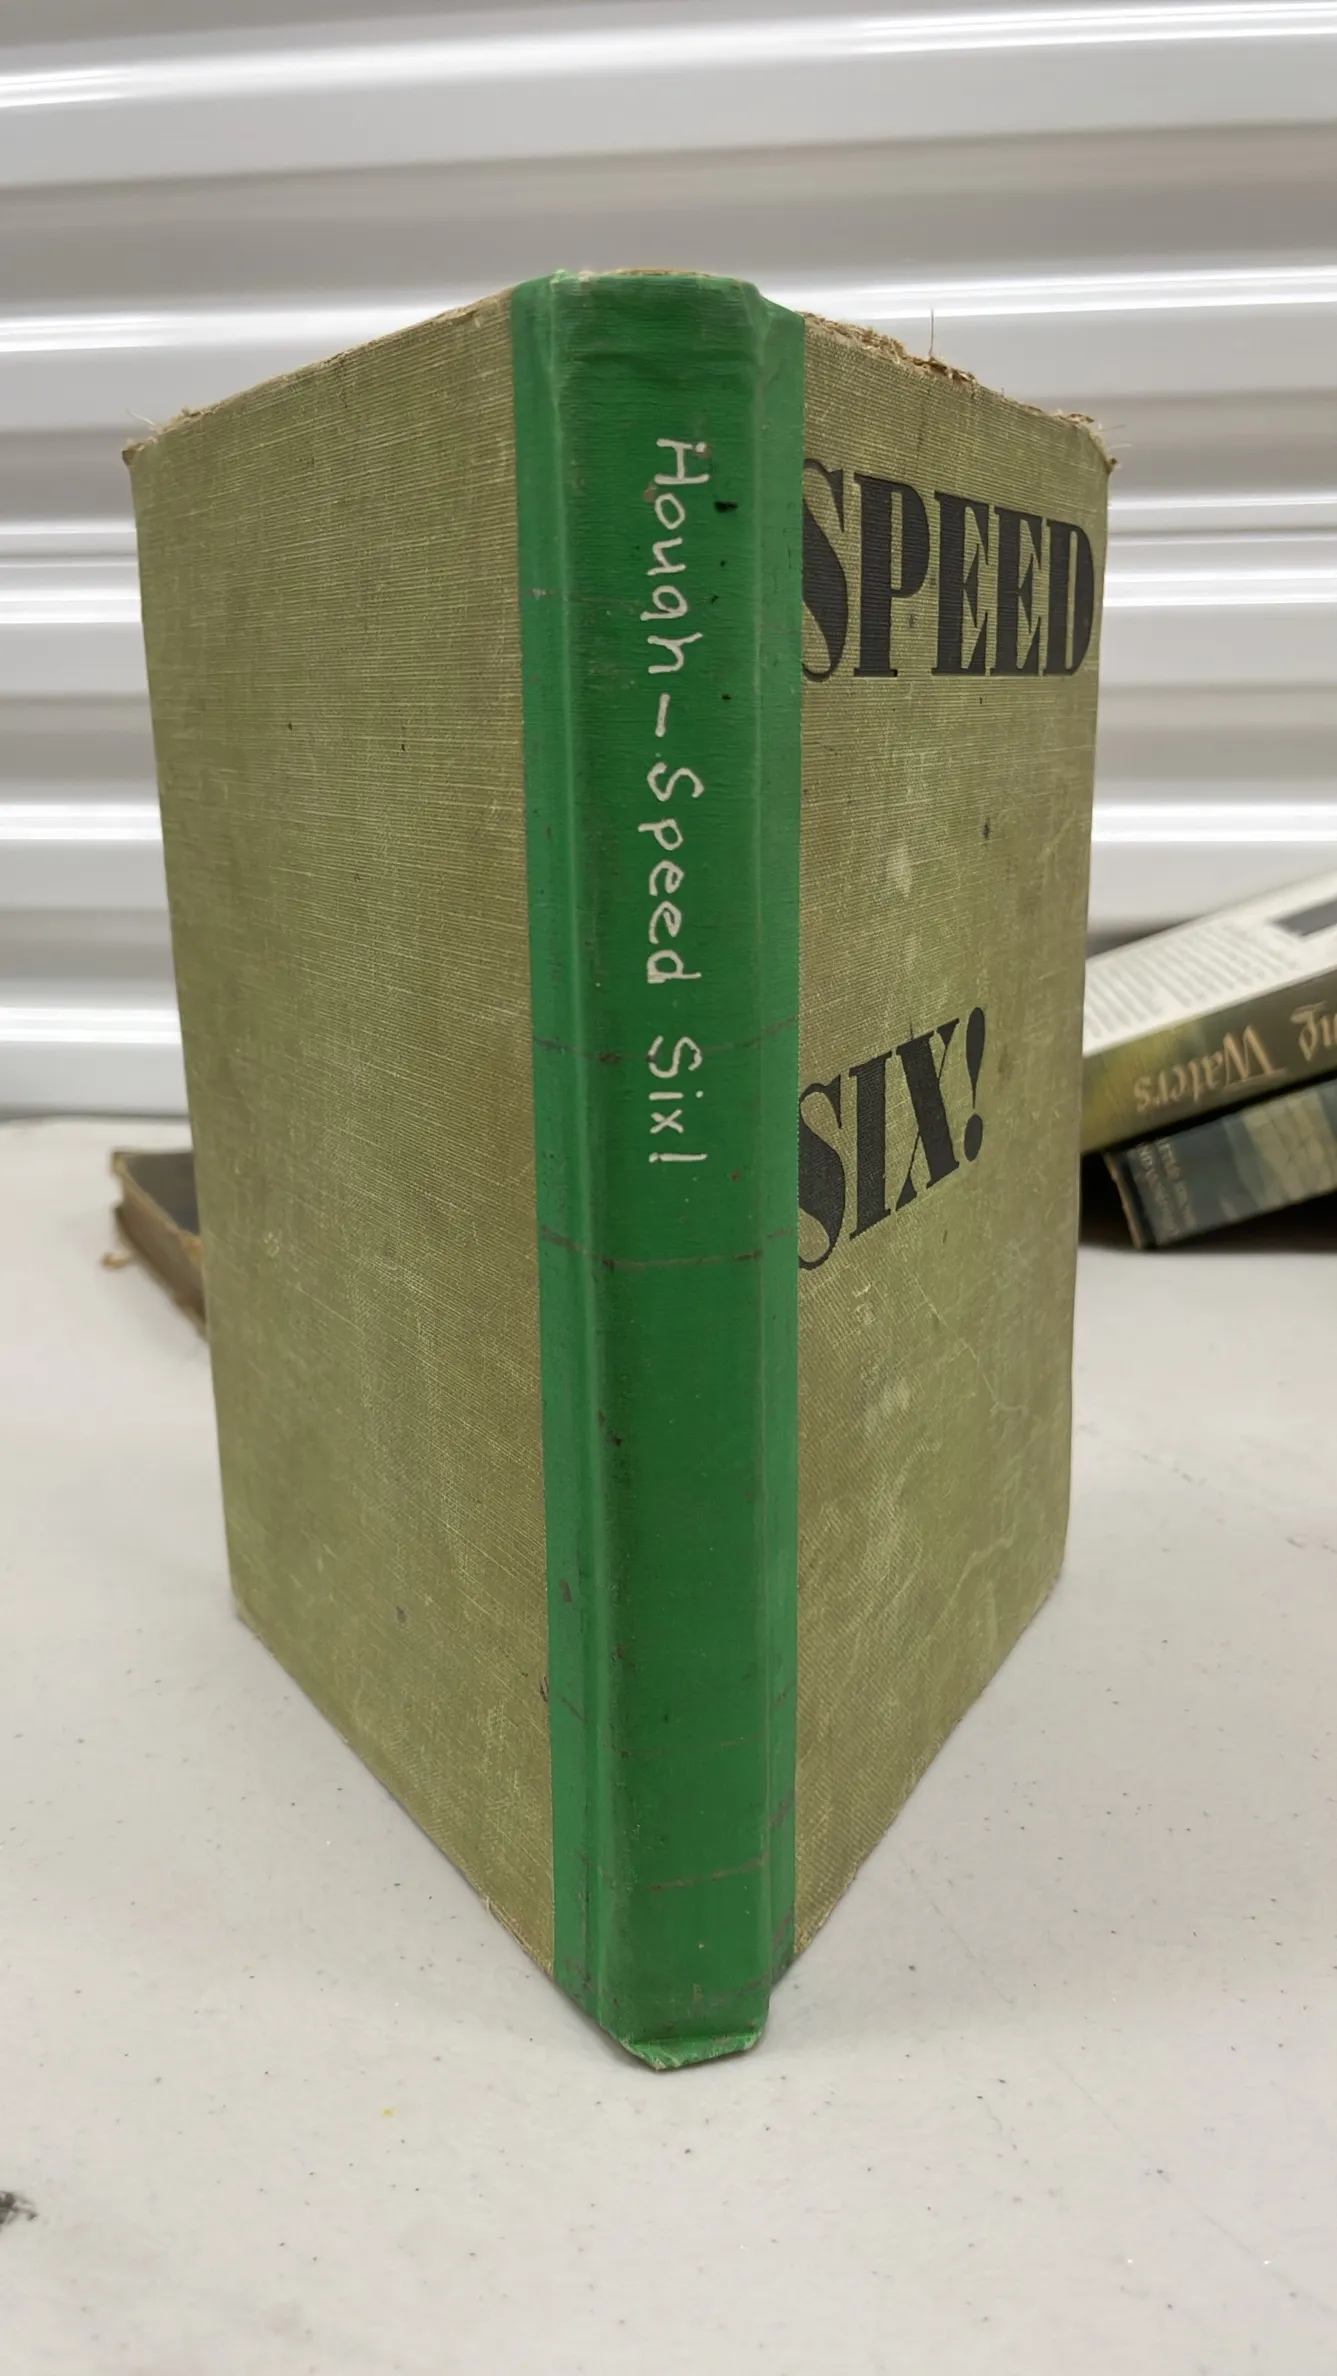 Hough - Speed Six!
SPEED
SIX!
Waters